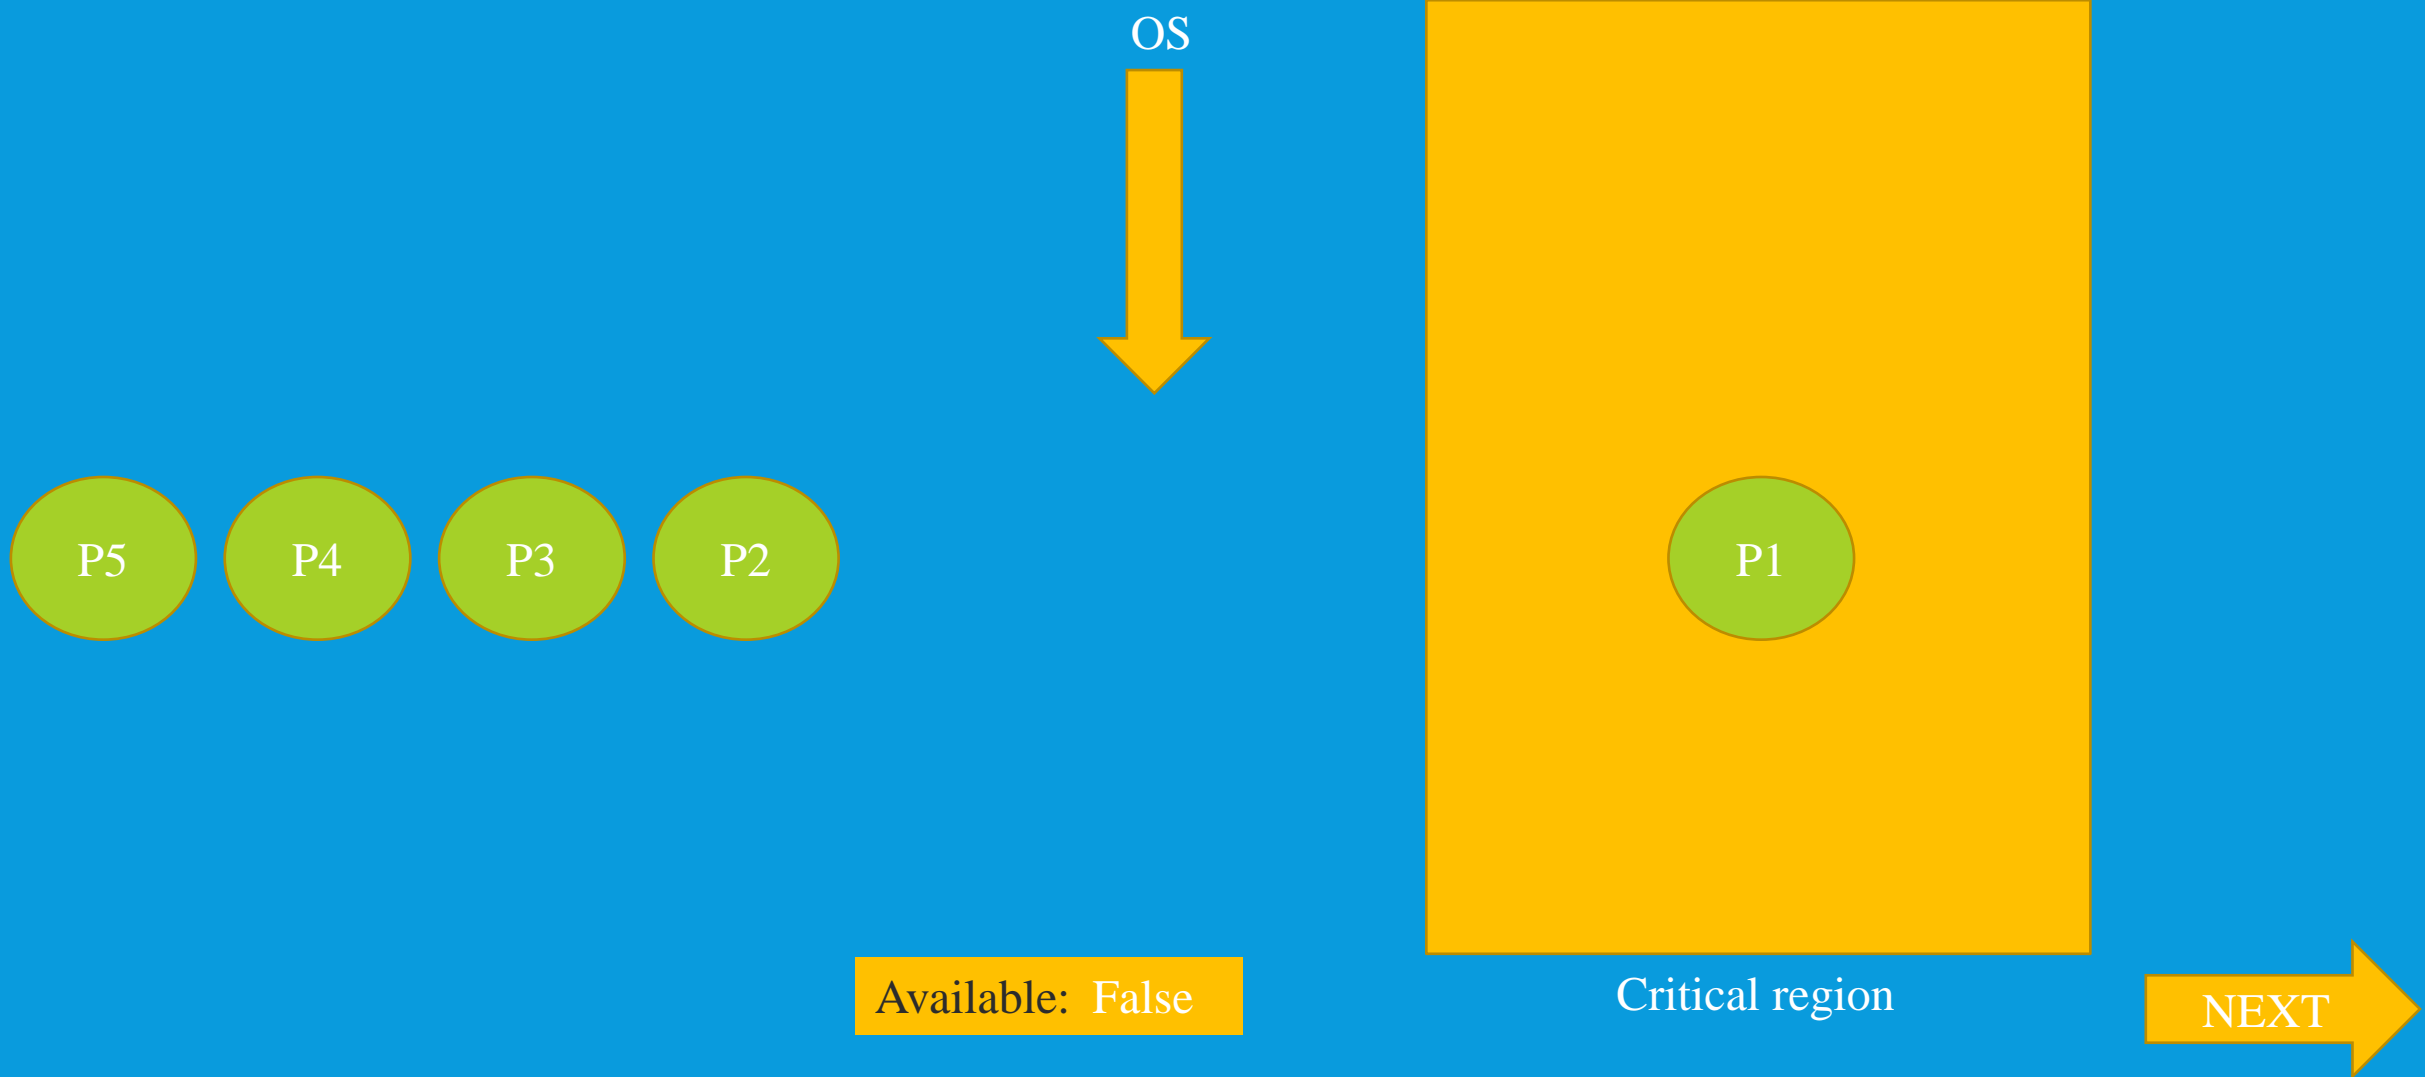 OS
P5
P4
P3
P2
P1
Available: False
Critical region
NEXT